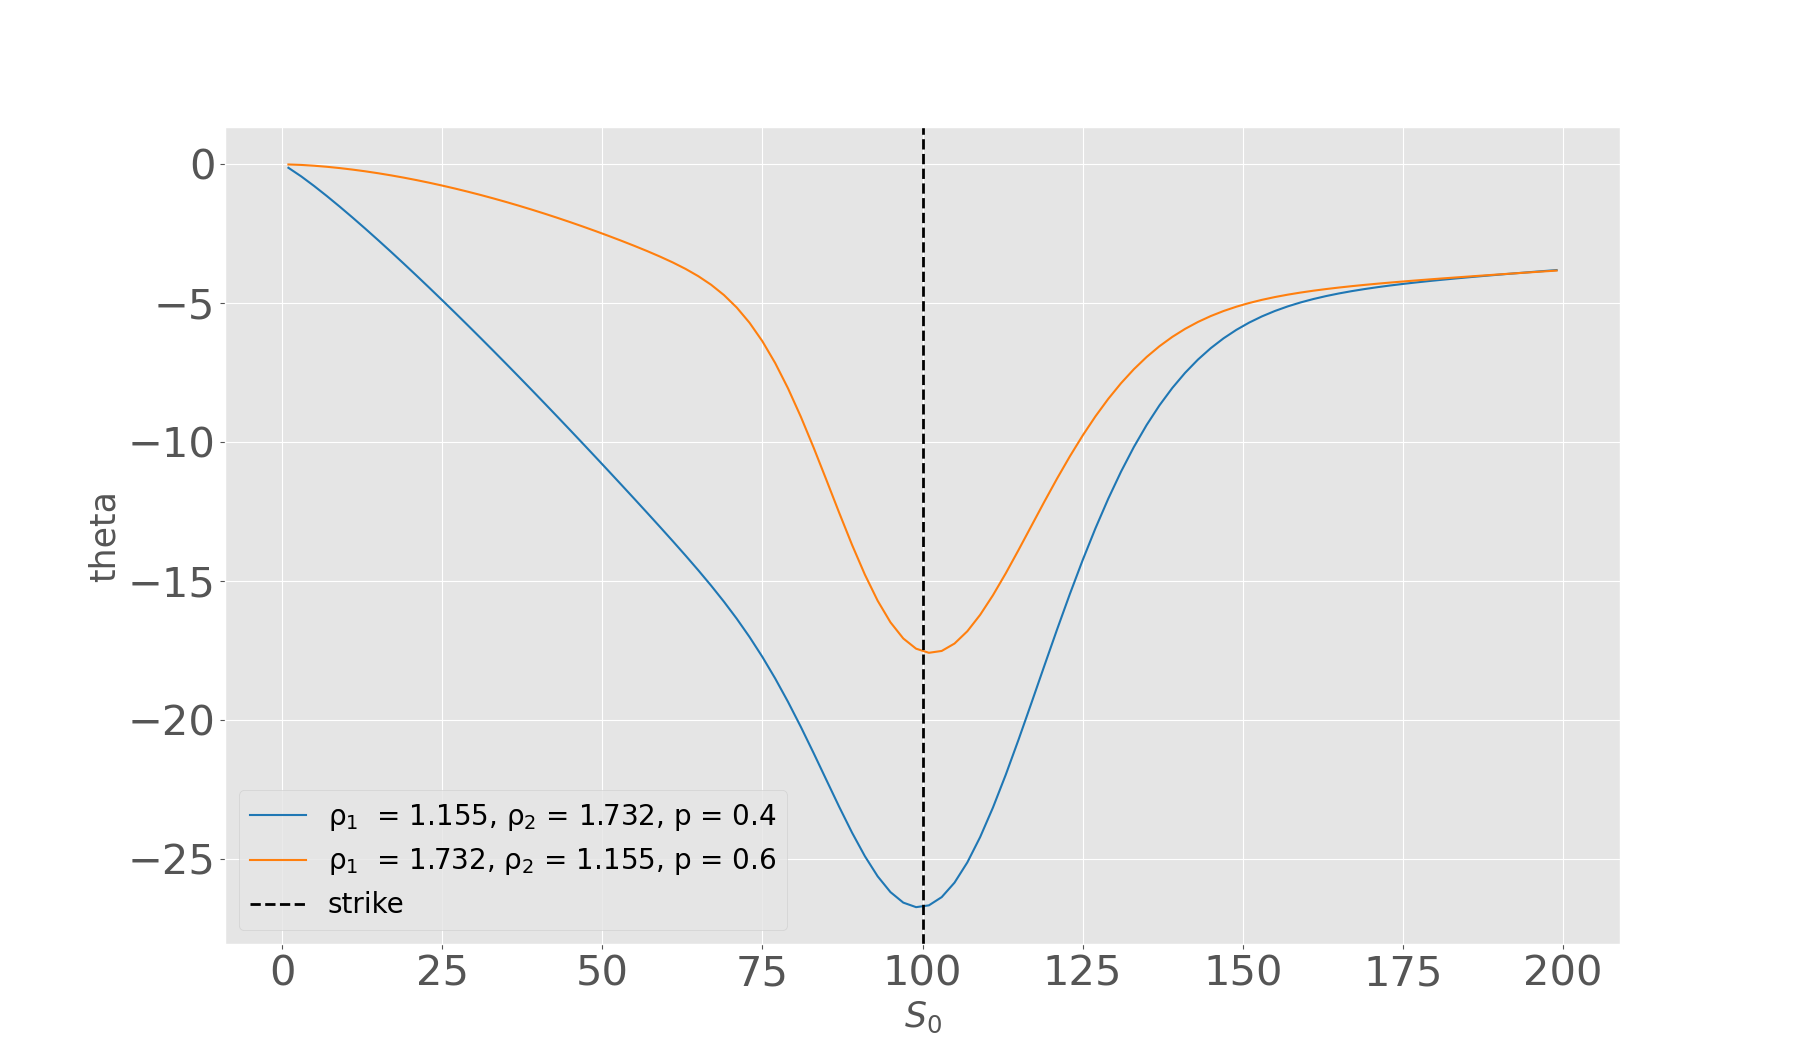 0
−5
−10
−15
−20
−25
theta
ρ₁ = 1.155, ρ₂ = 1.732, p = 0.4
ρ₁ = 1.732, ρ₂ = 1.155, p = 0.6
strike
0 25 50 75 100 125 150 175 200
S₀